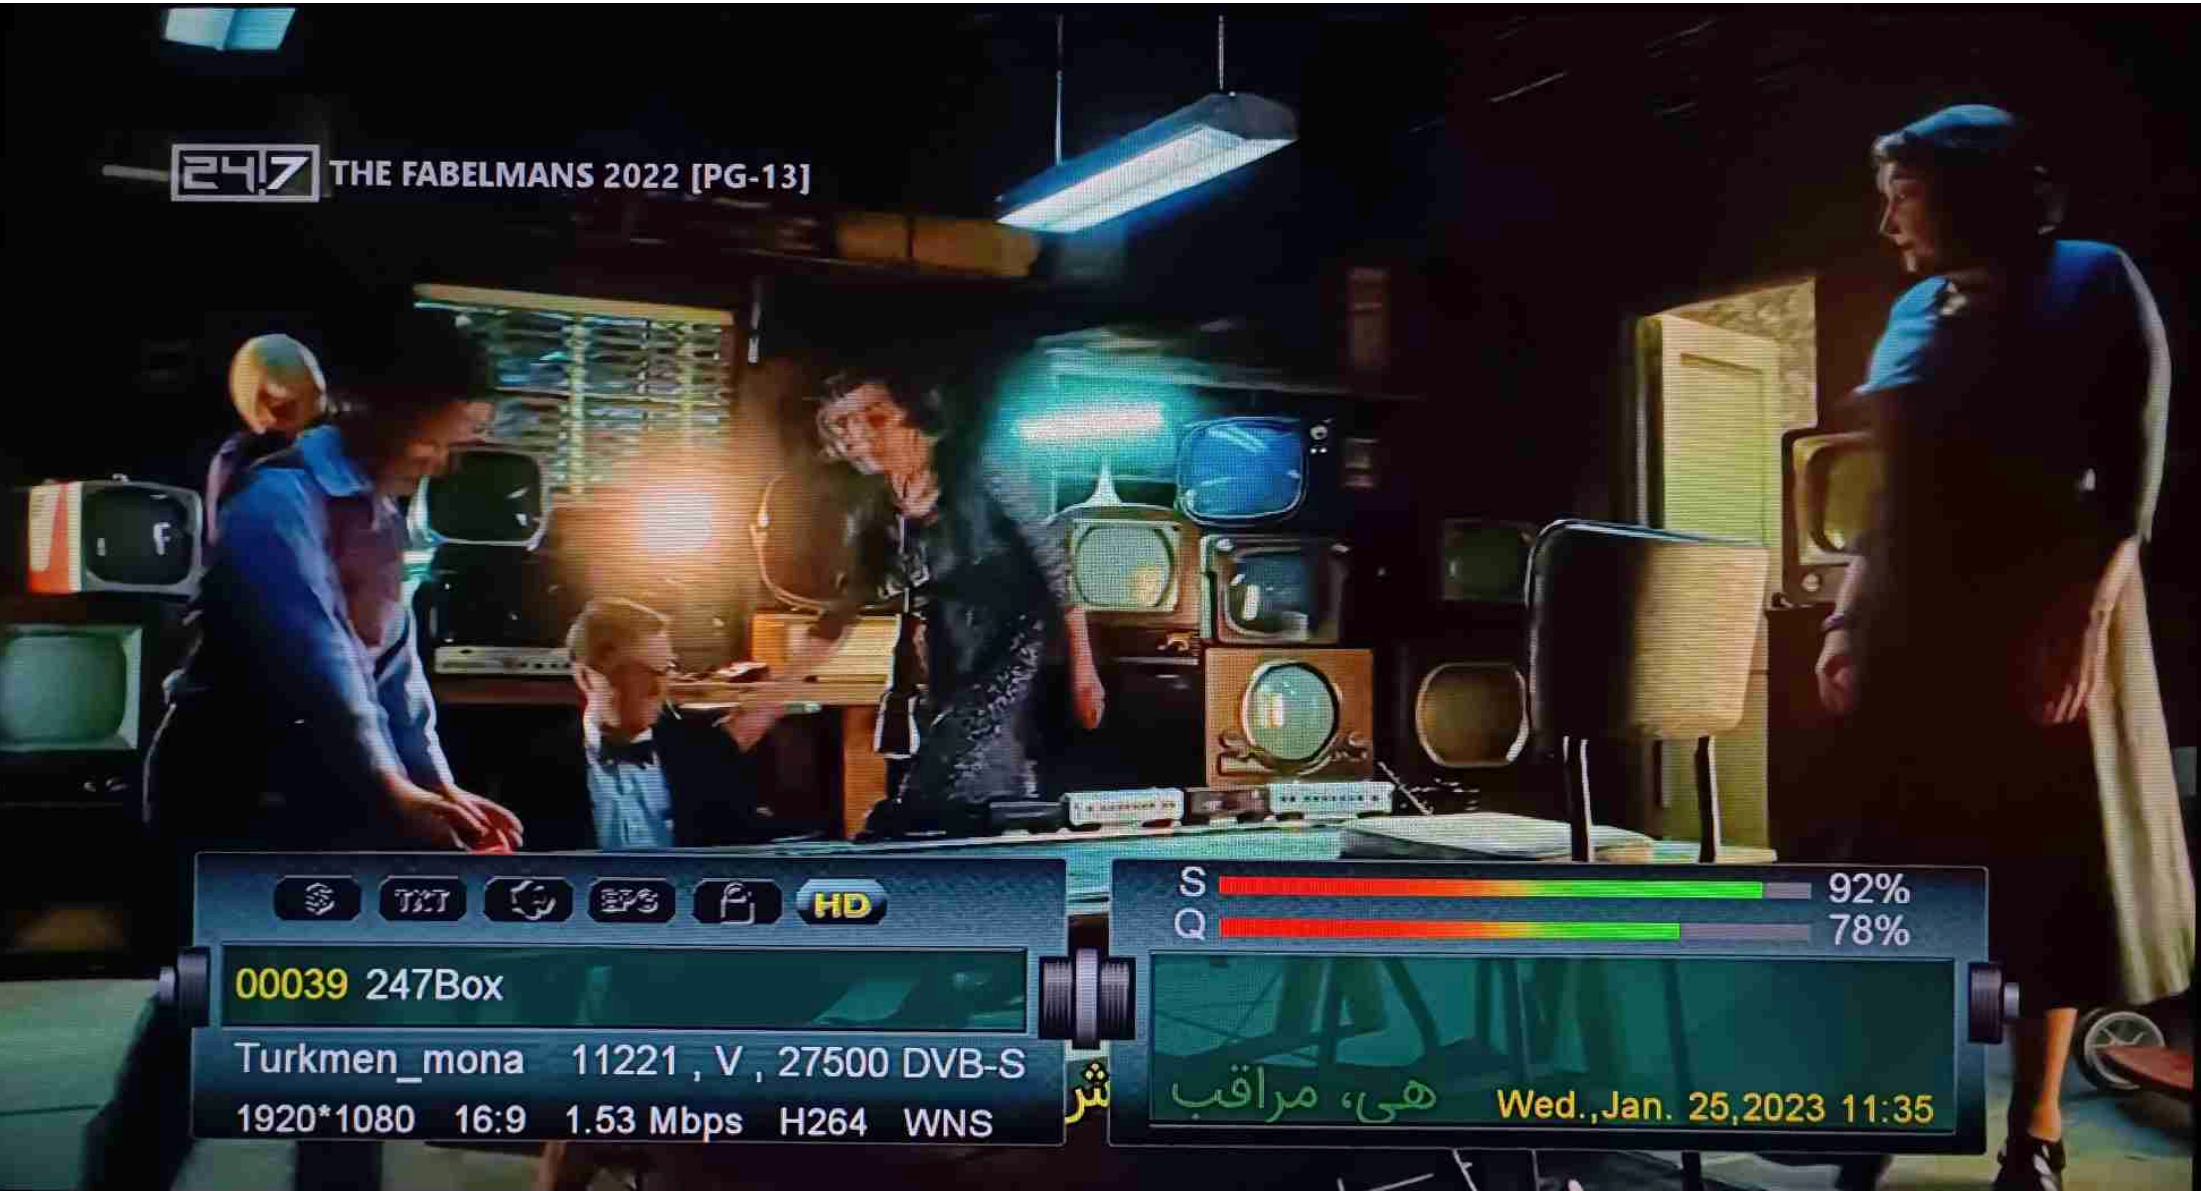 24|7 THE FABELMANS 2022 [PG-13]
F
$ TXT EPG HD
S 92%
Q 78%
00039 247Box
Turkmen_mona 11221 , V , 27500 DVB-S
1920*1080 16:9 1.53 Mbps H264 WNS
هی، مراقب
ش
Wed.,Jan. 25,2023 11:35